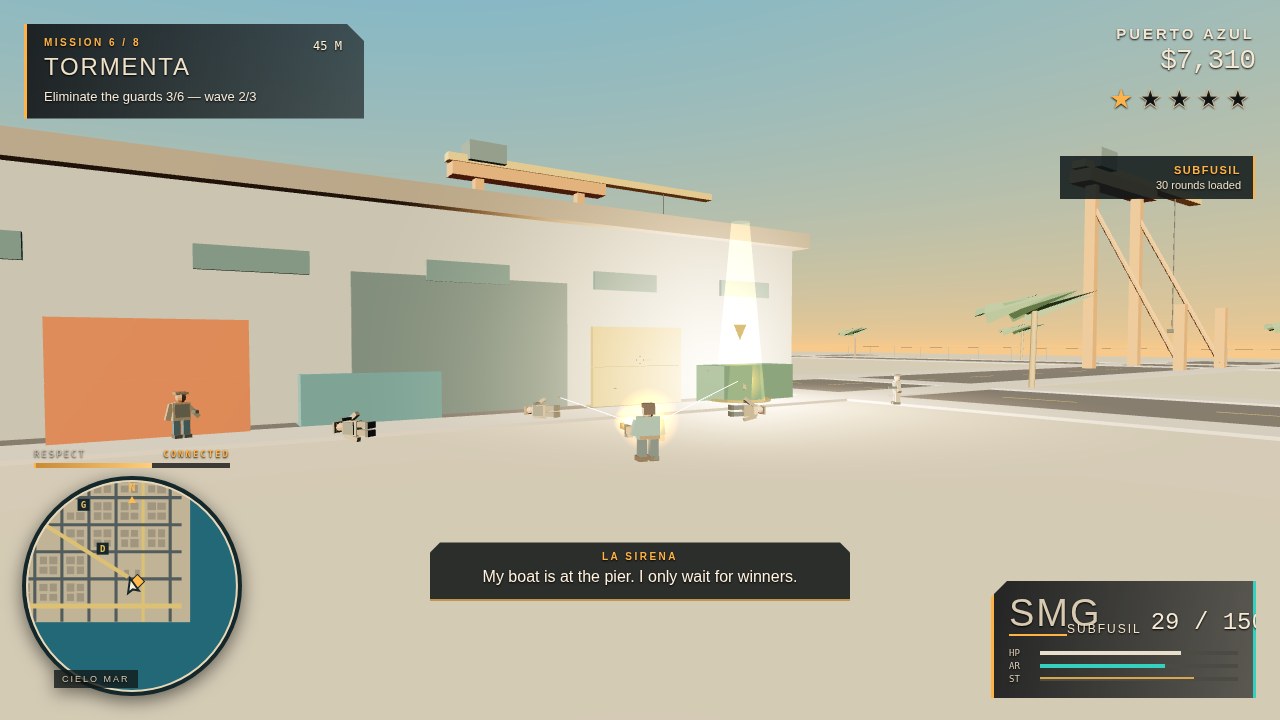 MISSION 6 / 8
45 M
TORMENTA
Eliminate the guards 3/6 — wave 2/3
PUERTO AZUL
$7,310
SUBFUSIL
30 rounds loaded
RESPECT
CONNECTED
N
G
D
CIELO MAR
LA SIRENA
My boat is at the pier. I only wait for winners.
SMG
SUBFUSIL
29 / 150
HP
AR
ST